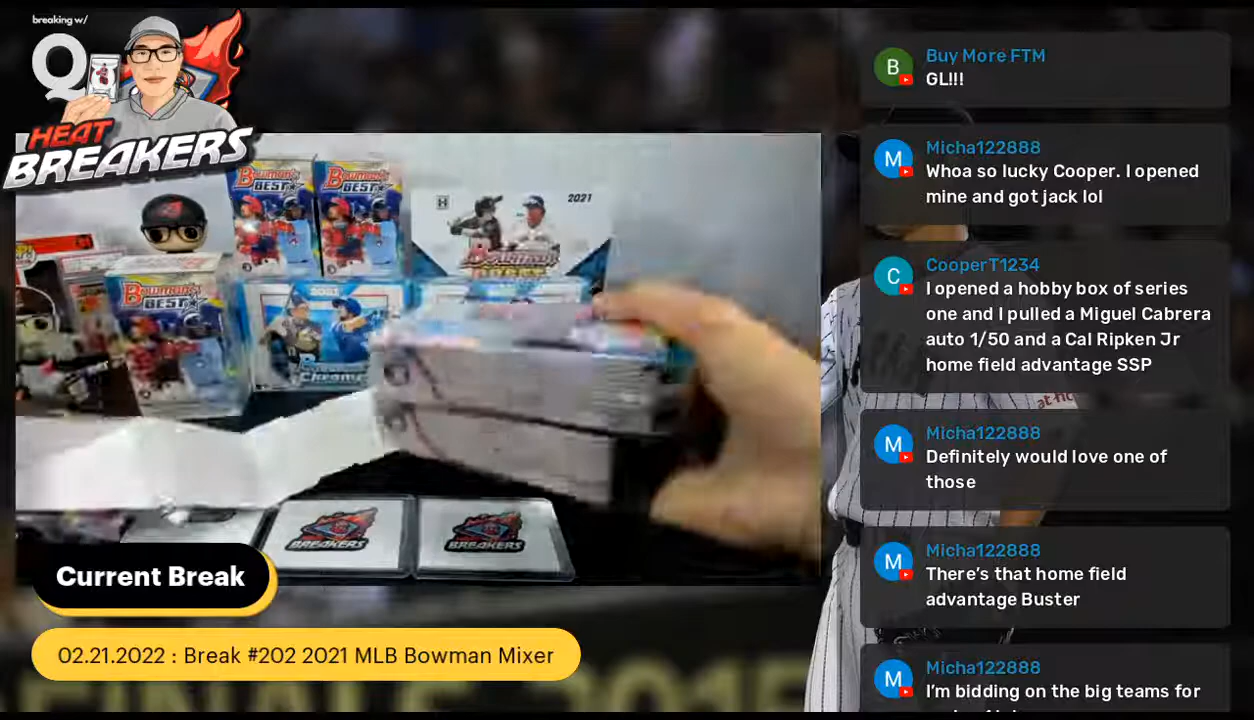 breaking w/
Q
HEAT
BREAKERS
BOWMAN'S
BEST
BOWMAN'S
BEST
H
2021
Bowman
BOWMAN'S
BEST
2021
Bowman
Chrome
BREAKERS
BREAKERS
Current Break
02.21.2022 : Break #202 2021 MLB Bowman Mixer
B
Buy More FTM
GL!!!
M
Micha122888
Whoa so lucky Cooper. I opened
mine and got jack lol
C
CooperT1234
I opened a hobby box of series
one and I pulled a Miguel Cabrera
auto 1/50 and a Cal Ripken Jr
home field advantage SSP
M
Micha122888
Definitely would love one of
those
M
Micha122888
There's that home field
advantage Buster
M
Micha122888
I'm bidding on the big teams for